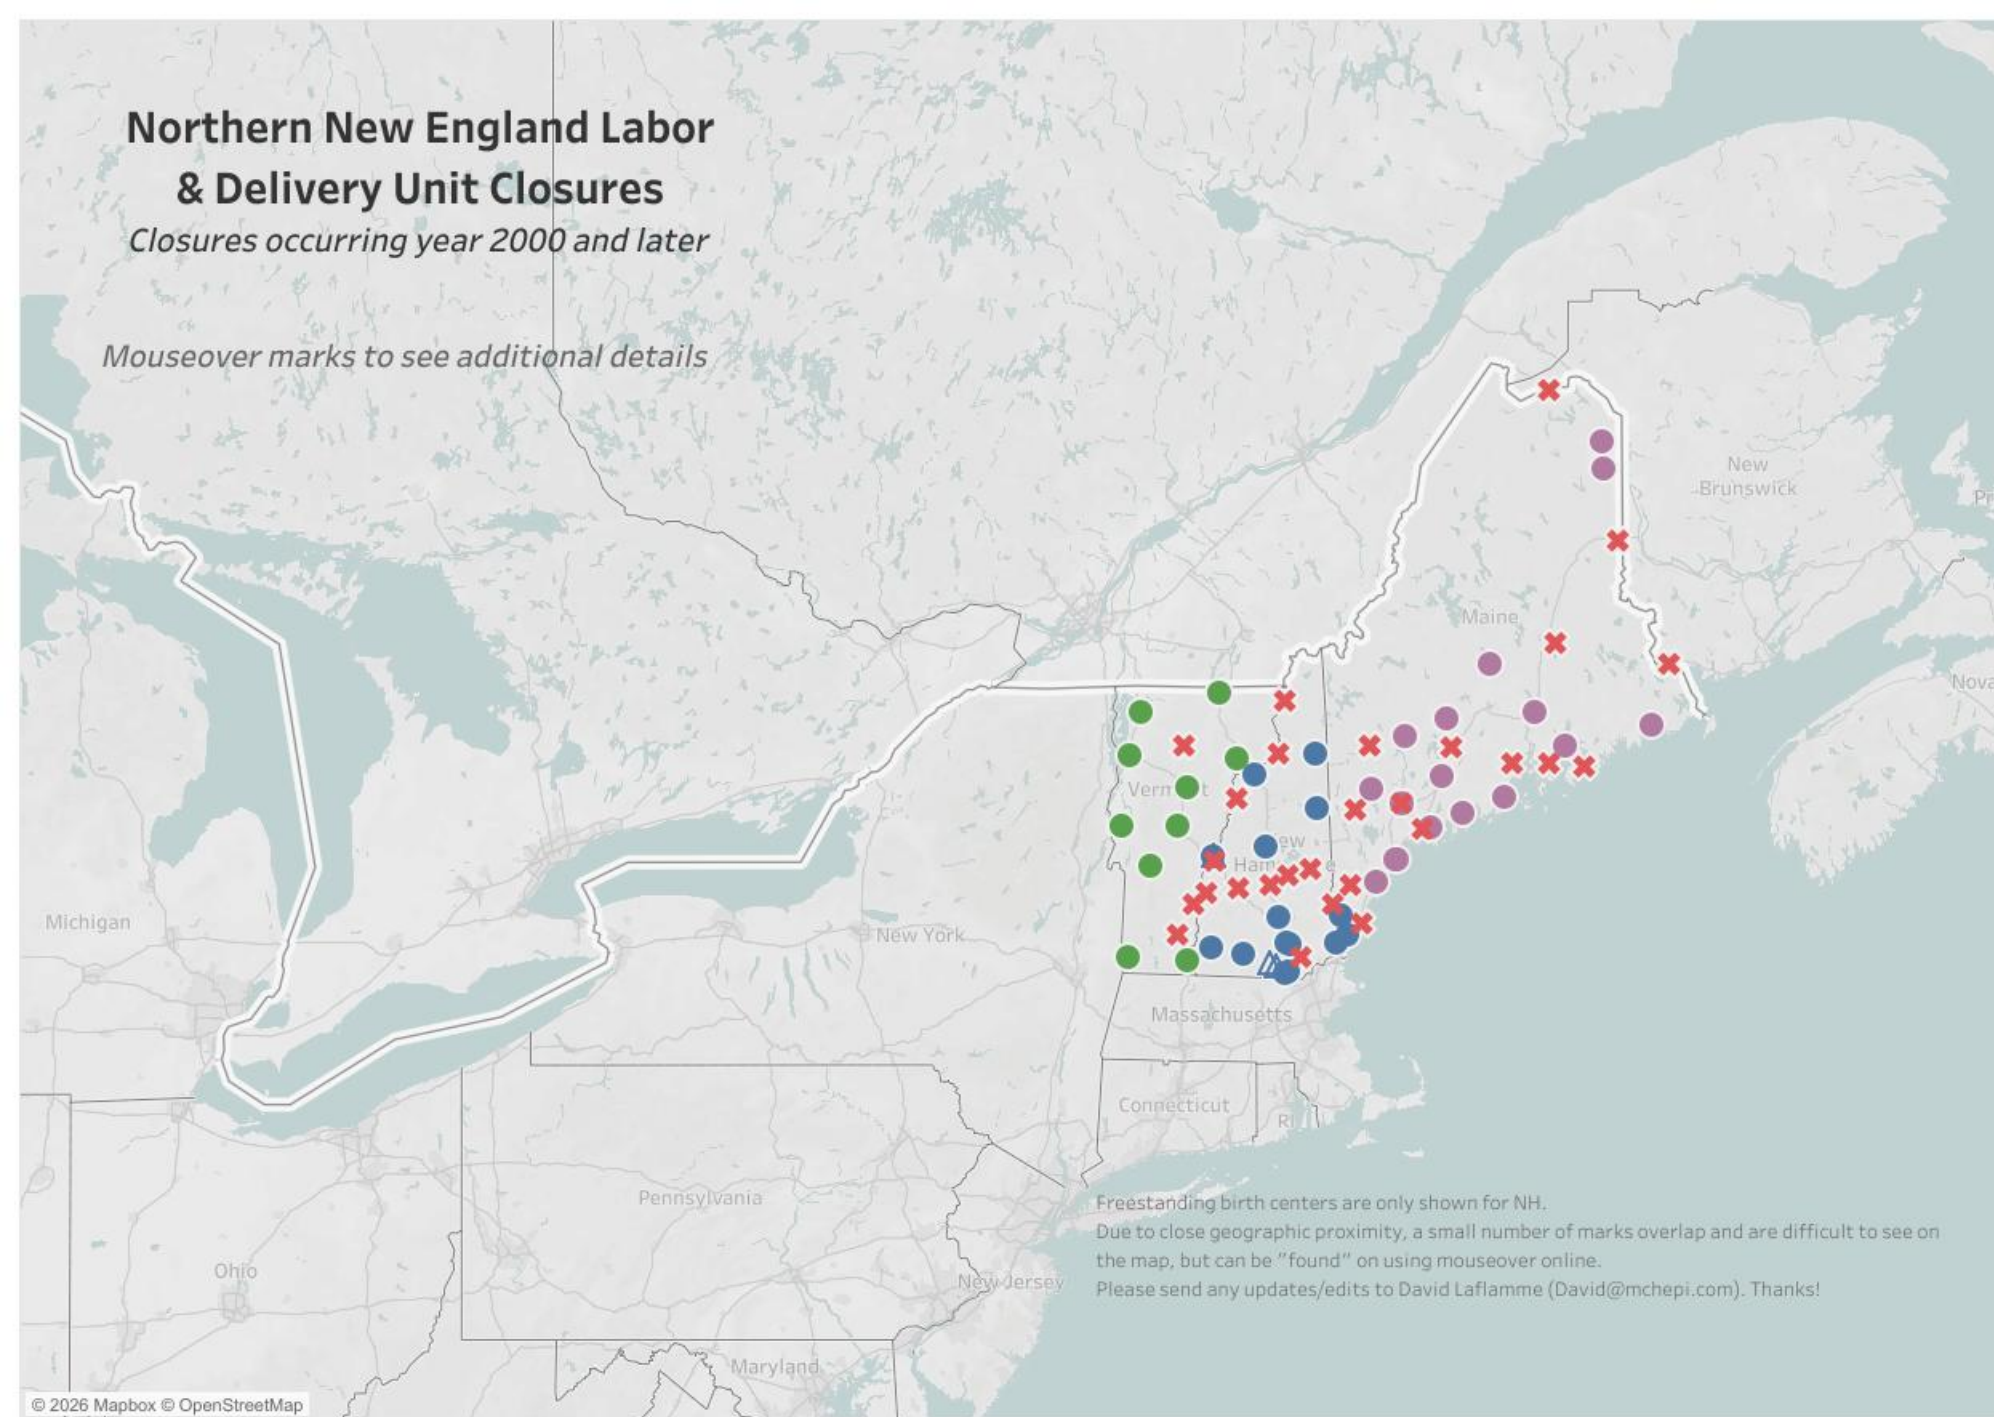 Northern New England Labor
& Delivery Unit Closures
Closures occurring year 2000 and later
Mouseover marks to see additional details
New
Brunswick
Pr
Maine
Nova
Vermont
New
Hampshire
Michigan
New York
Massachusetts
Connecticut
RI
Pennsylvania
Freestanding birth centers are only shown for NH.
Due to close geographic proximity, a small number of marks overlap and are difficult to see on
the map, but can be "found" on using mouseover online.
Ohio
New Jersey
Please send any updates/edits to David Laflamme (David@mchepi.com). Thanks!
Maryland
© 2026 Mapbox © OpenStreetMap